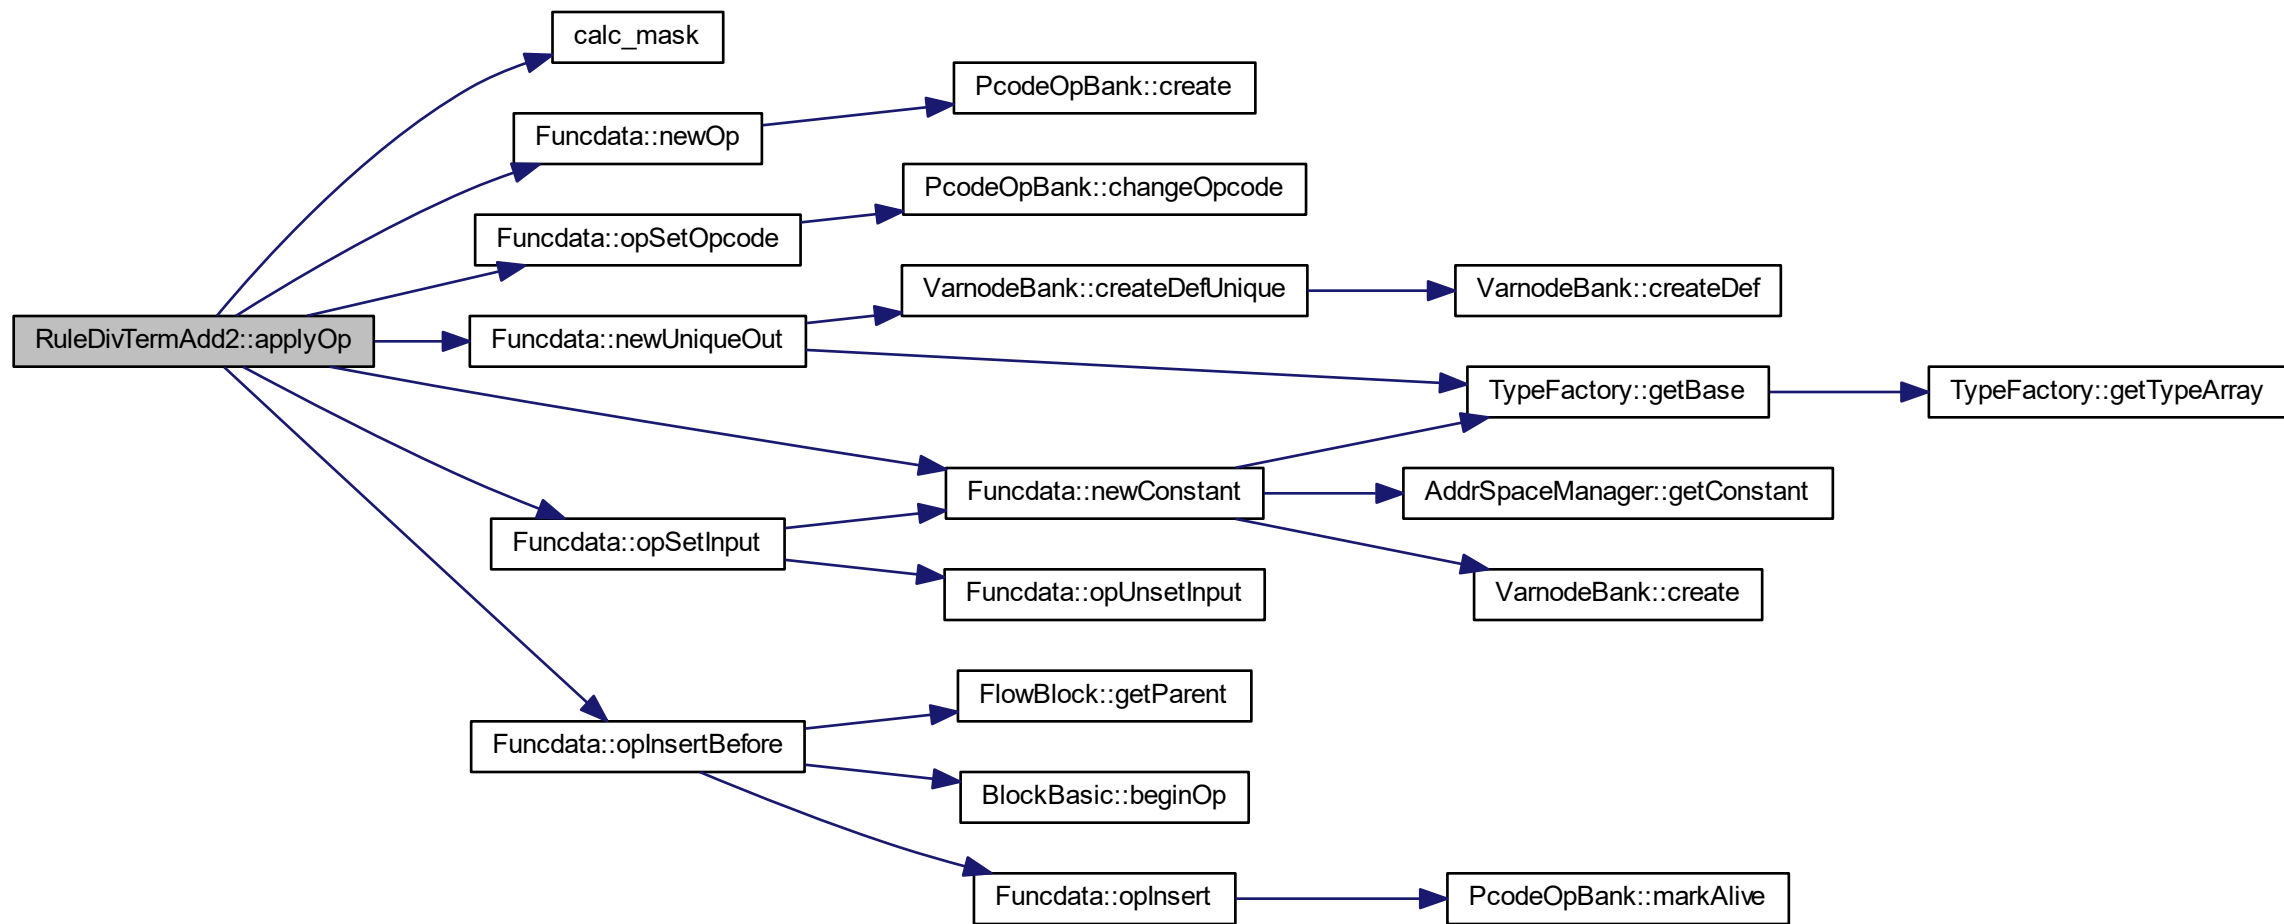 calc_mask
PcodeOpBank::create
Funcdata::newOp
PcodeOpBank::changeOpcode
Funcdata::opSetOpcode
VarnodeBank::createDefUnique
VarnodeBank::createDef
RuleDivTermAdd2::applyOp
Funcdata::newUniqueOut
TypeFactory::getBase
TypeFactory::getTypeArray
Funcdata::newConstant
AddrSpaceManager::getConstant
Funcdata::opSetInput
Funcdata::opUnsetInput
VarnodeBank::create
FlowBlock::getParent
Funcdata::opInsertBefore
BlockBasic::beginOp
Funcdata::opInsert
PcodeOpBank::markAlive